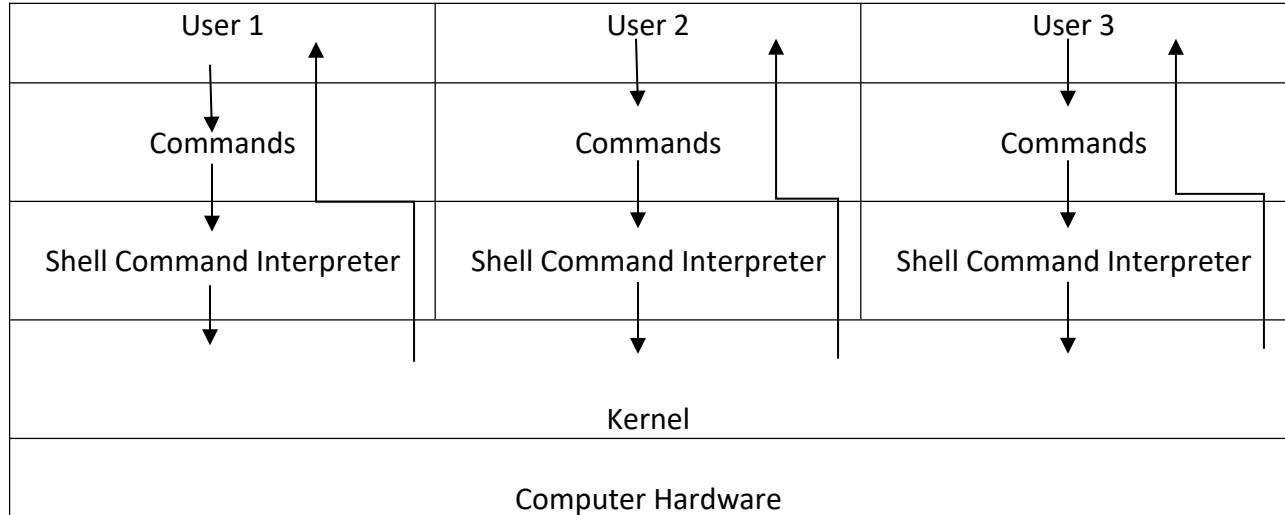 User 1 User 2 User 3
Commands Commands Commands
Shell Command Interpreter Shell Command Interpreter Shell Command Interpreter
Kernel
Computer Hardware